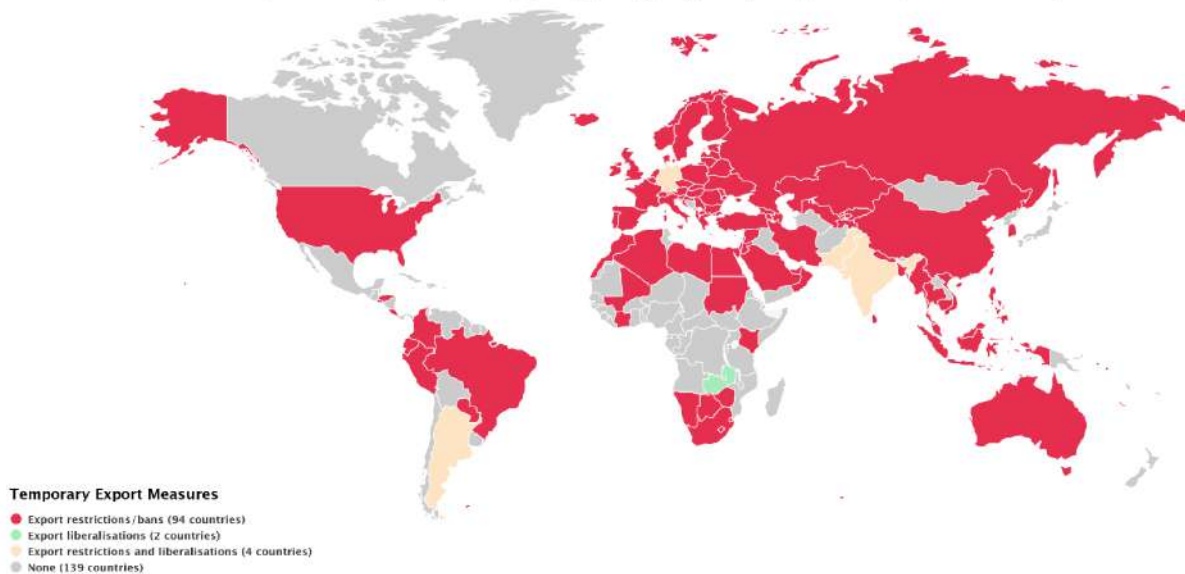 Temporary Export Measures
Export restrictions/bans (94 countries)
Export liberalisations (2 countries)
Export restrictions and liberalisations (4 countries)
None (139 countries)